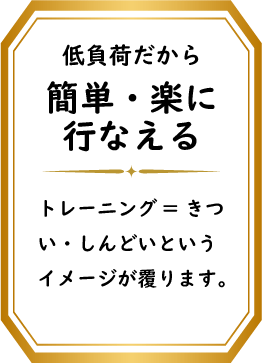 低負荷だから
簡単・楽に
行なえる
トレーニング＝きつ
い・しんどいという
イメージが覆ります。